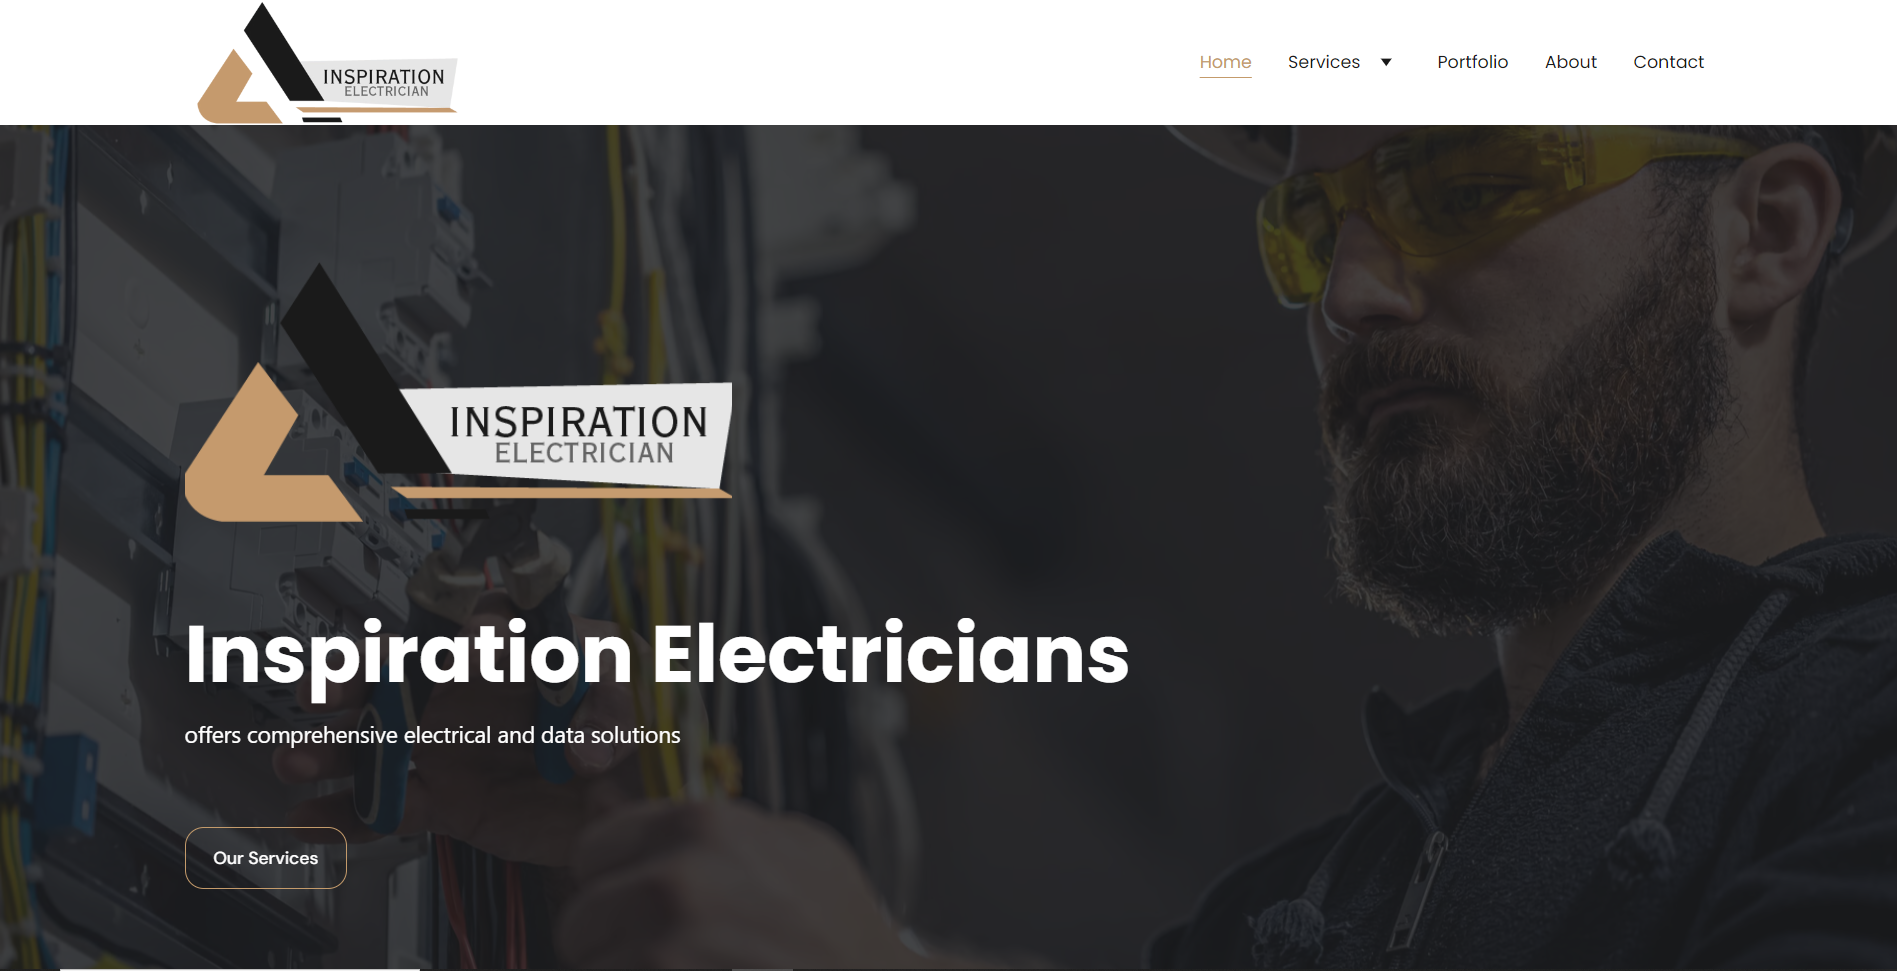 INSPIRATION
ELECTRICIAN
Home Services Portfolio About Contact
INSPIRATION
ELECTRICIAN
Inspiration Electricians
offers comprehensive electrical and data solutions
Our Services